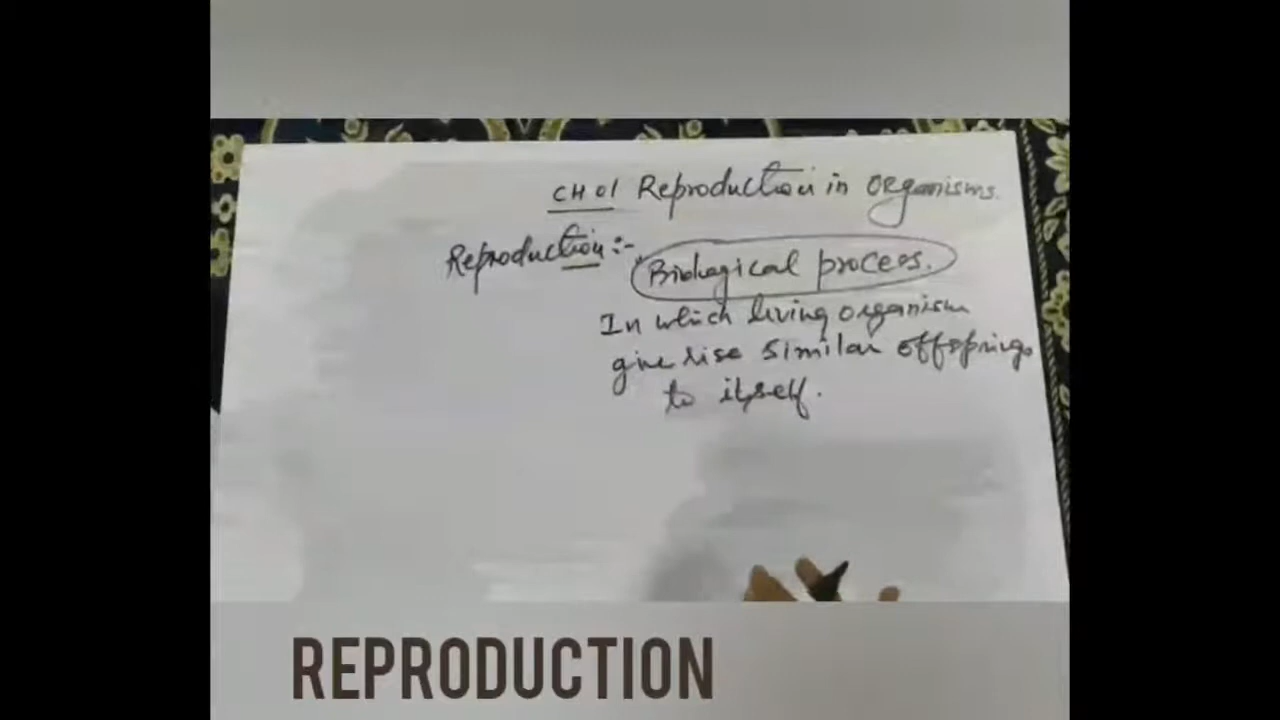 CH 01 Reproduction in Organisms.
Reproduction :- Biological process.
In which living organism
give rise similar offsprings
to itself.
REPRODUCTION